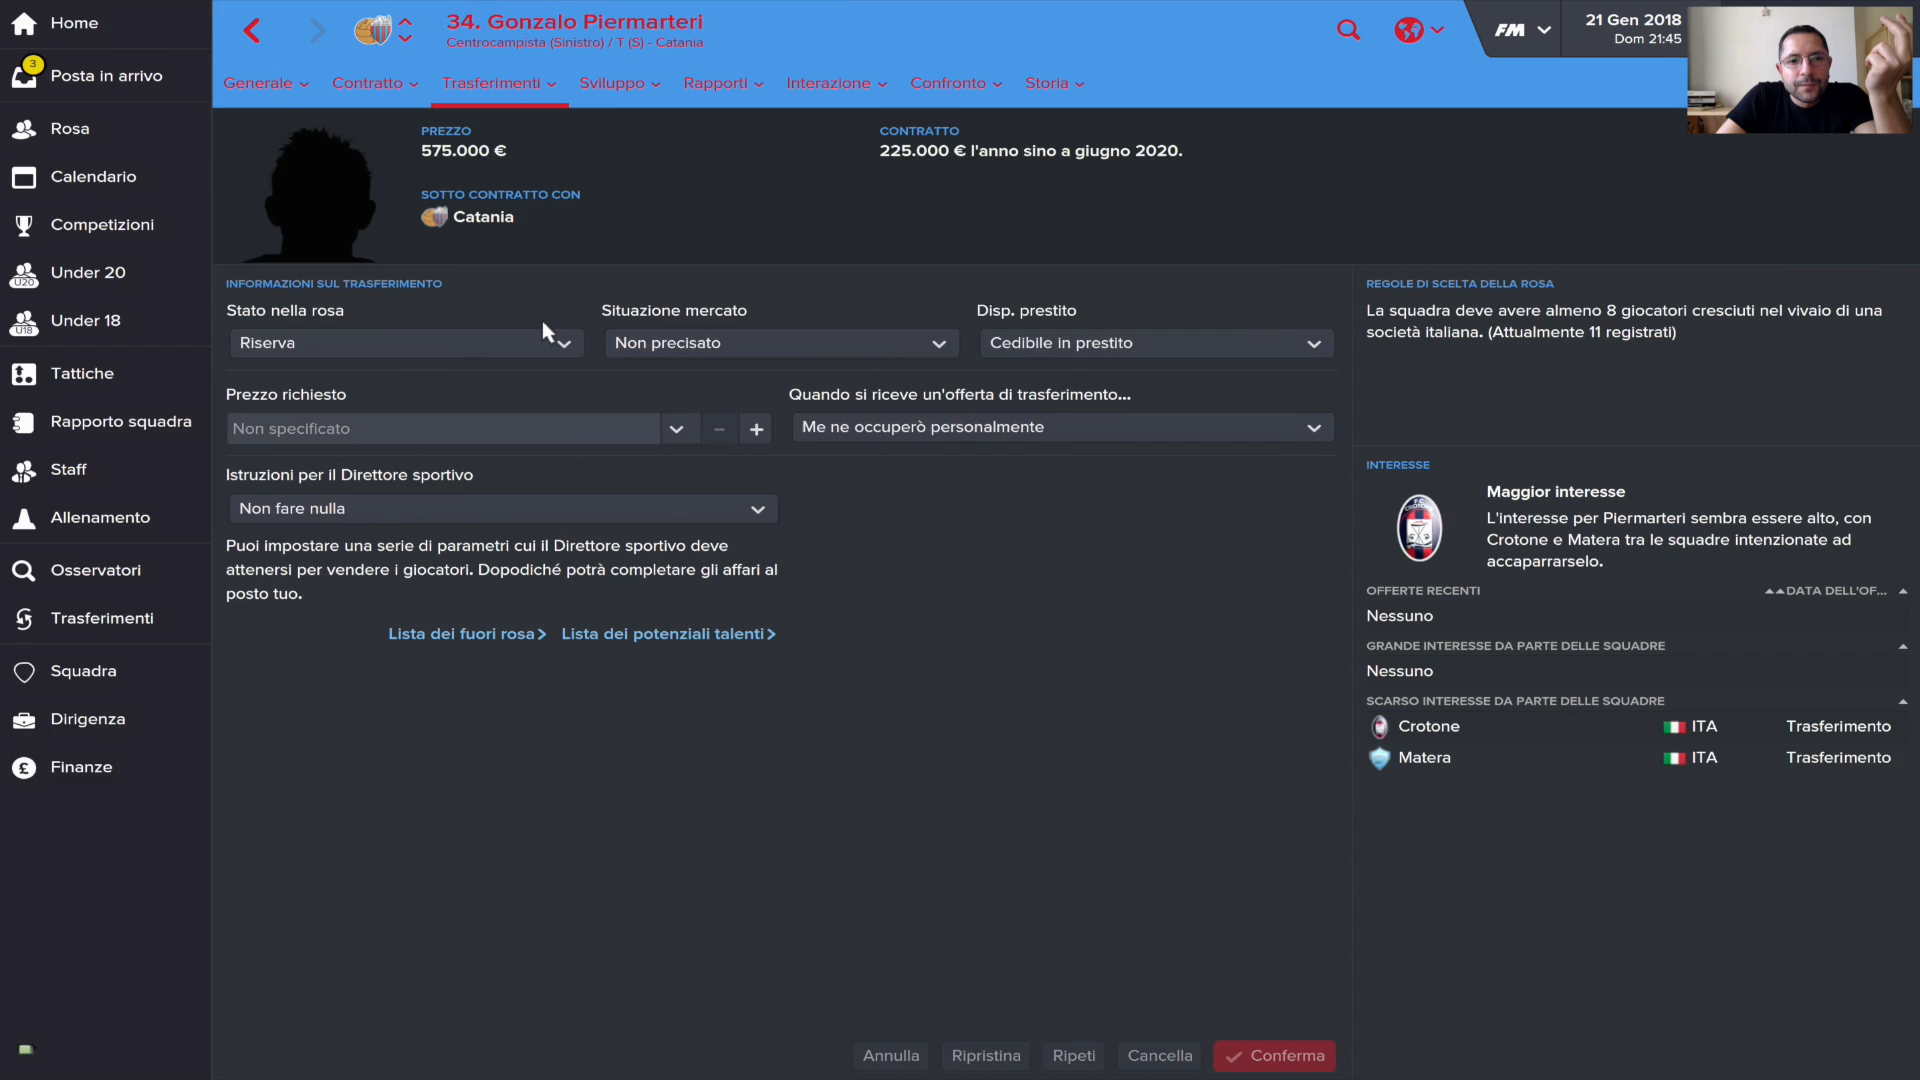 Home
3
Posta in arrivo
Rosa
Calendario
Competizioni
U20
Under 20
U18
Under 18
Tattiche
Rapporto squadra
Staff
Allenamento
Osservatori
Trasferimenti
Squadra
Dirigenza
Finanze
34. Gonzalo Piermarteri
Centrocampista (Sinistro) / T (S) - Catania
FM
21 Gen 2018
Dom 21:45
Generale
Contratto
Trasferimenti
Sviluppo
Rapporti
Interazione
Confronto
Storia
PREZZO
575.000 €
CONTRATTO
225.000 € l'anno sino a giugno 2020.
SOTTO CONTRATTO CON
Catania
INFORMAZIONI SUL TRASFERIMENTO
Stato nella rosa
Situazione mercato
Disp. prestito
Riserva
Non precisato
Cedibile in prestito
Prezzo richiesto
Quando si riceve un'offerta di trasferimento...
Non specificato
Me ne occuperò personalmente
Istruzioni per il Direttore sportivo
Non fare nulla
Puoi impostare una serie di parametri cui il Direttore sportivo deve
attenersi per vendere i giocatori. Dopodiché potrà completare gli affari al
posto tuo.
Lista dei fuori rosa
Lista dei potenziali talenti
REGOLE DI SCELTA DELLA ROSA
La squadra deve avere almeno 8 giocatori cresciuti nel vivaio di una
società italiana. (Attualmente 11 registrati)
INTERESSE
Maggior interesse
L'interesse per Piermarteri sembra essere alto, con
Crotone e Matera tra le squadre intenzionate ad
accaparrarselo.
OFFERTE RECENTI
DATA DELL'OF...
Nessuno
GRANDE INTERESSE DA PARTE DELLE SQUADRE
Nessuno
SCARSO INTERESSE DA PARTE DELLE SQUADRE
Crotone
ITA
Trasferimento
Matera
ITA
Trasferimento
Annulla
Ripristina
Ripeti
Cancella
Conferma